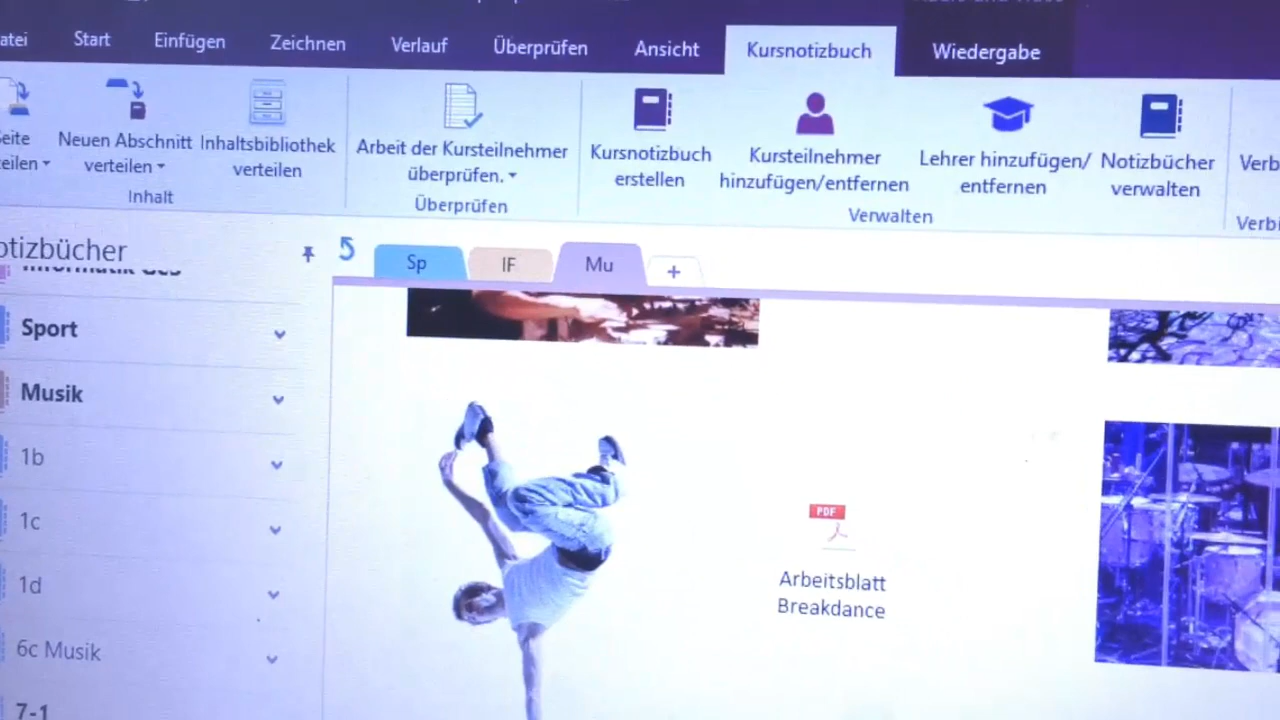 atei Start Einfügen Zeichnen Verlauf Überprüfen Ansicht Kursnotizbuch Wiedergabe
eite
eilen
Neuen Abschnitt
verteilen
Inhaltsbibliothek
verteilen
Inhalt
Arbeit der Kursteilnehmer
überprüfen.
Überprüfen
Kursnotizbuch
erstellen
Kursteilnehmer
hinzufügen/entfernen
Lehrer hinzufügen/
entfernen
Notizbücher
verwalten
Verwalten
Verb
Verbi
otizbücher
Sp IF Mu +
Sport
Musik
1b
1c
1d
6c Musik
7-1
PDF
Arbeitsblatt
Breakdance